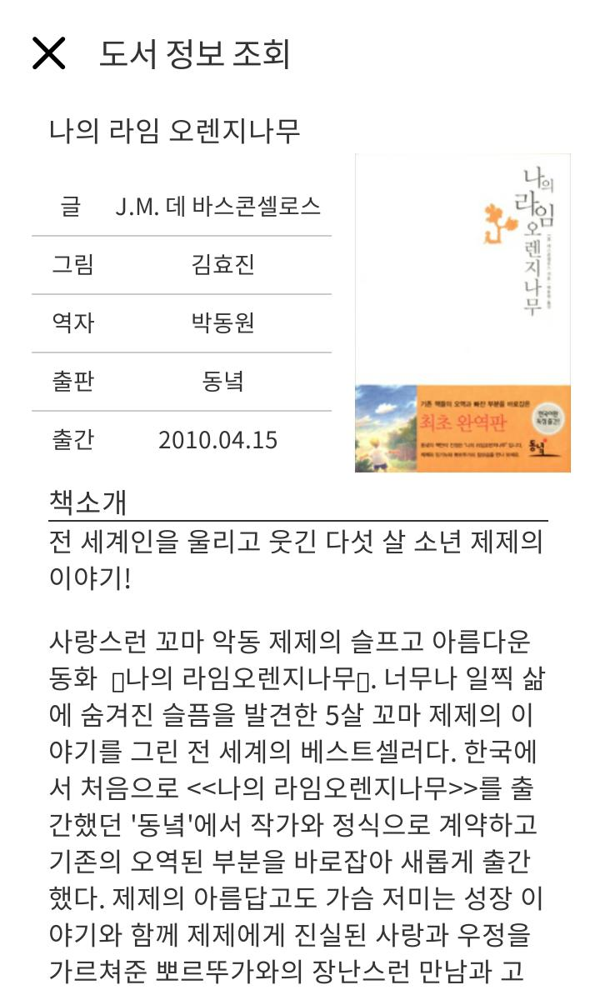 도서 정보 조회
나의 라임 오렌지나무
글 J.M. 데 바스콘셀로스
그림 김효진
역자 박동원
출판 동녘
출간 2010.04.15
나의
라임
오렌지나무
기존 책들의 오역과 빠진 부분을 바로잡은
최초 완역판
한국어판
독점 출간!
동녘
책소개
전 세계인을 울리고 웃긴 다섯 살 소년 제제의
이야기!
사랑스런 꼬마 악동 제제의 슬프고 아름다운
동화 ▯나의 라임오렌지나무▯. 너무나 일찍 삶
에 숨겨진 슬픔을 발견한 5살 꼬마 제제의 이
야기를 그린 전 세계의 베스트셀러다. 한국에
서 처음으로 <<나의 라임오렌지나무>>를 출
간했던 '동녘'에서 작가와 정식으로 계약하고
기존의 오역된 부분을 바로잡아 새롭게 출간
했다. 제제의 아름답고도 가슴 저미는 성장 이
야기와 함께 제제에게 진실된 사랑과 우정을
가르쳐준 뽀르뚜가와의 장난스런 만남과 고